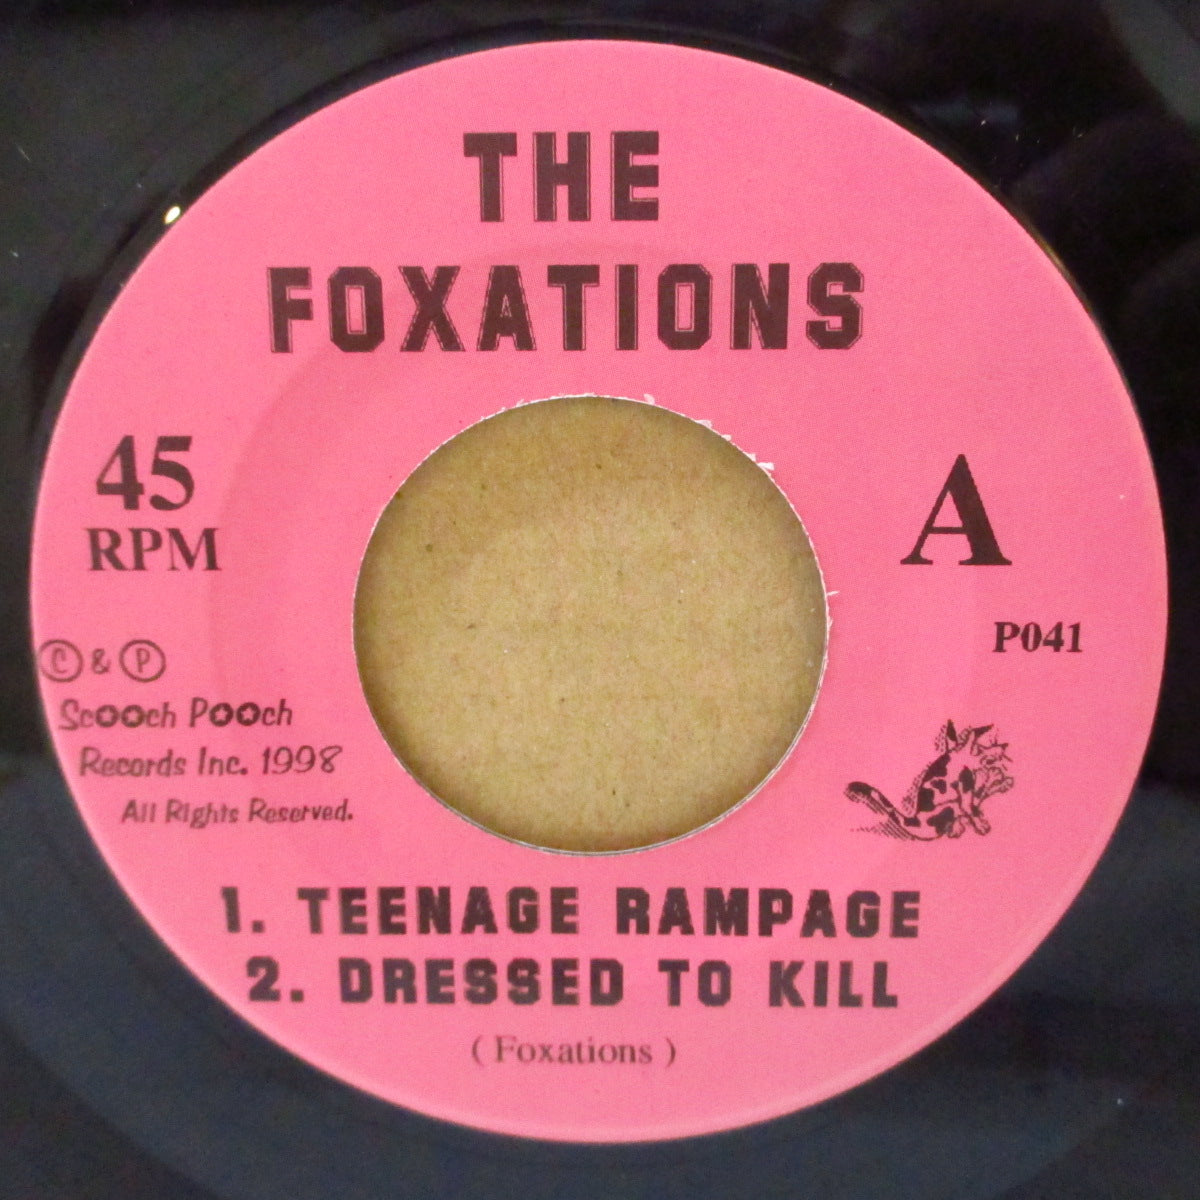 THE
FOXATIONS
45
RPM
A
P041
Ⓒ & Ⓟ
Scooch Pooch
Records Inc. 1998
All Rights Reserved.
1. TEENAGE RAMPAGE
2. DRESSED TO KILL
( Foxations )